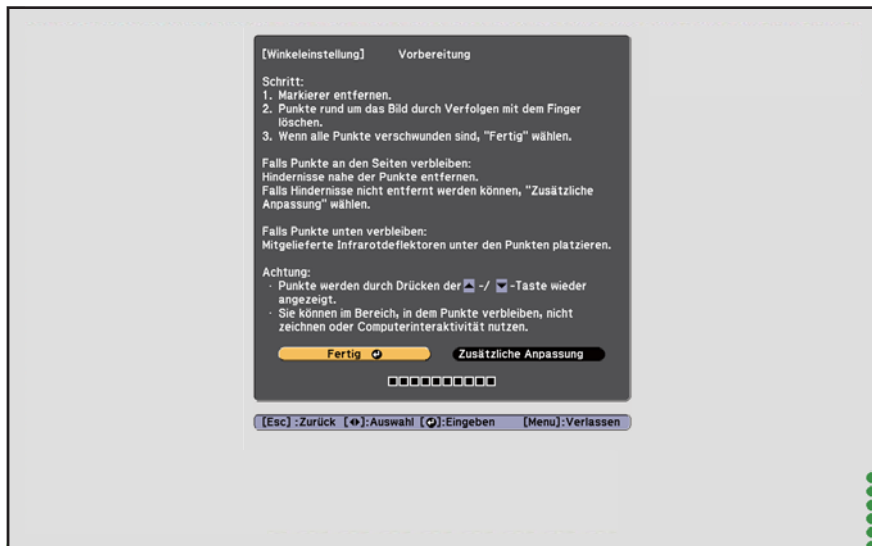 [Winkeleinstellung] Vorbereitung
Schritt:
1. Markierer entfernen.
2. Punkte rund um das Bild durch Verfolgen mit dem Finger
löschen.
3. Wenn alle Punkte verschwunden sind, "Fertig" wählen.
Falls Punkte an den Seiten verbleiben:
Hindernisse nahe der Punkte entfernen.
Falls Hindernisse nicht entfernt werden können, "Zusätzliche
Anpassung" wählen.
Falls Punkte unten verbleiben:
Mitgelieferte Infrarotdeflektoren unter den Punkten platzieren.
Achtung:
· Punkte werden durch Drücken der ▲ -/ ▼ -Taste wieder
angezeigt.
· Sie können im Bereich, in dem Punkte verbleiben, nicht
zeichnen oder Computerinteraktivität nutzen.
Fertig Zusätzliche Anpassung
[Esc] :Zurück [◀▶]:Auswahl [⏎]:Eingeben [Menu]:Verlassen